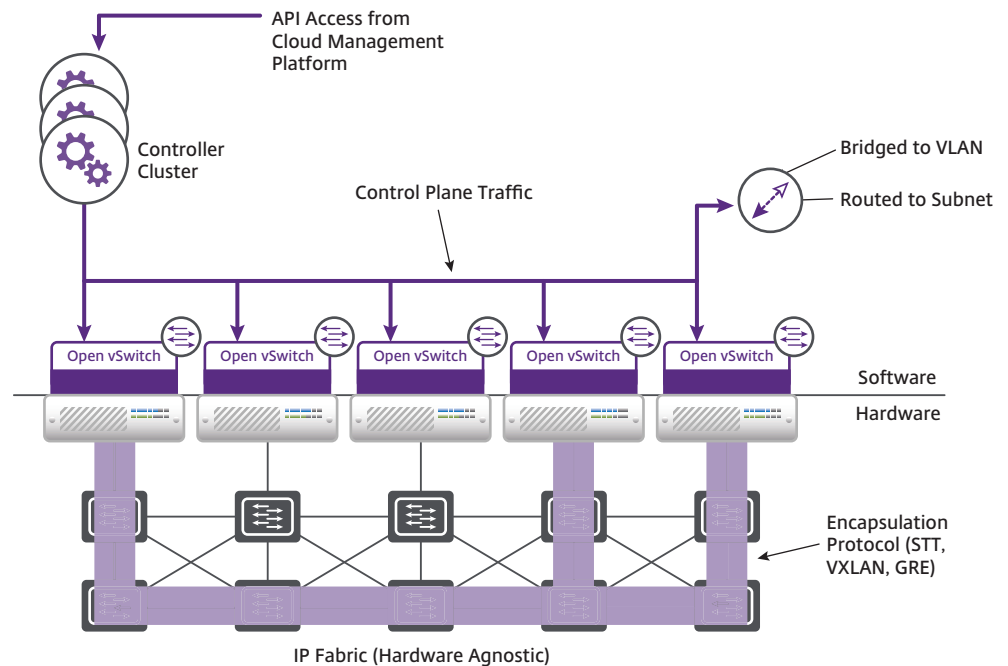 API Access from
Cloud Management
Platform
Controller
Cluster
Bridged to VLAN
Control Plane Traffic
Routed to Subnet
Open vSwitch
Open vSwitch
Open vSwitch
Open vSwitch
Open vSwitch
Software
Hardware
Encapsulation
Protocol (STT,
VXLAN, GRE)
IP Fabric (Hardware Agnostic)